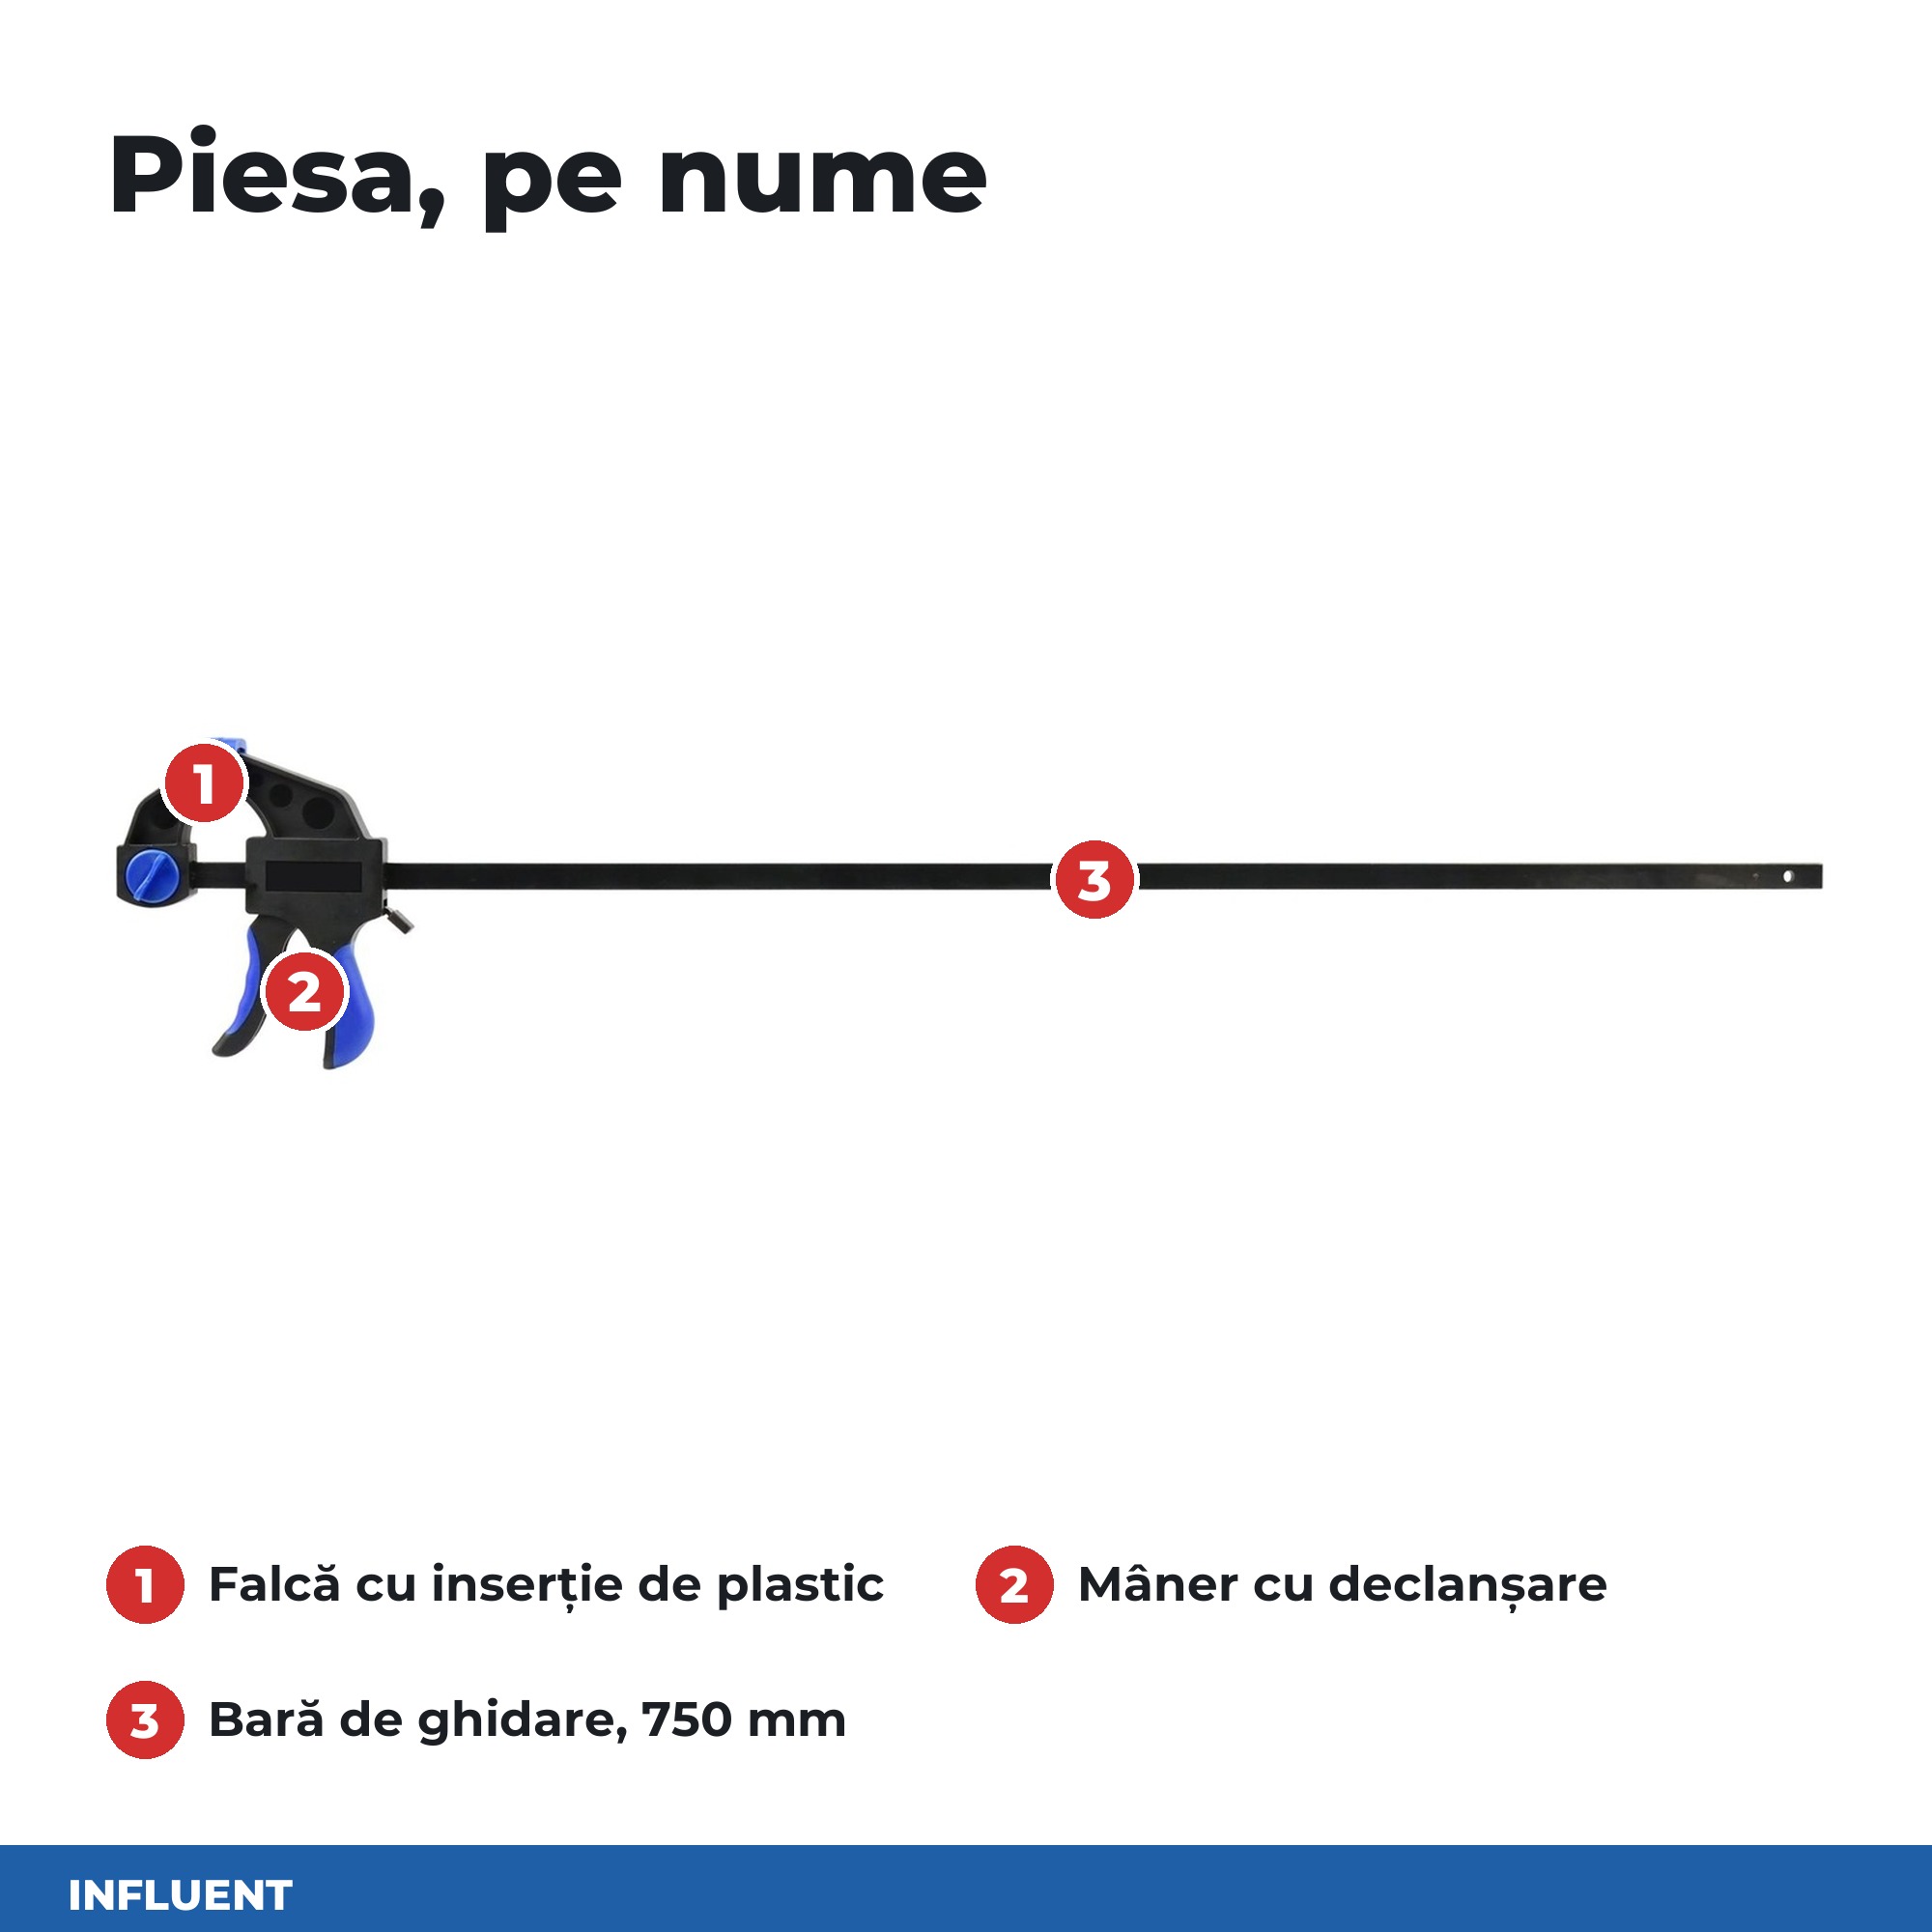 Piesa, pe nume
1
2
3
1 Falcă cu inserție de plastic
2 Mâner cu declanșare
3 Bară de ghidare, 750 mm
INFLUENT